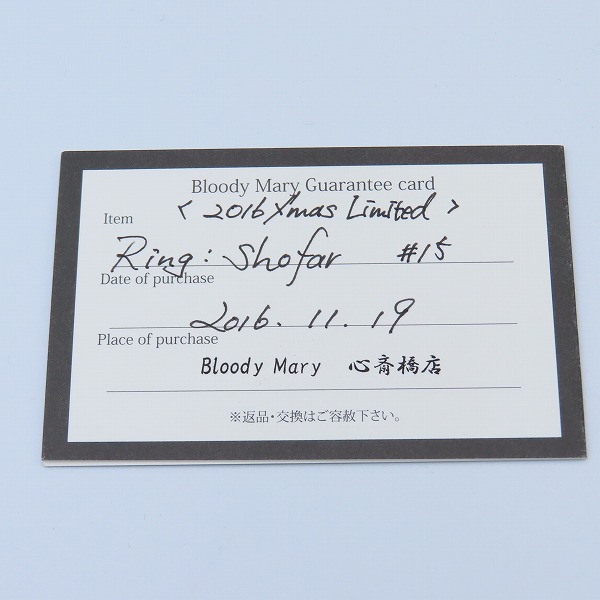 Bloody Mary Guarantee card
Item < 2016 X'mas Limited >
Ring: Shofar #15
Date of purchase
2016. 11. 19
Place of purchase
Bloody Mary 心斎橋店
※返品・交換はご容赦下さい。